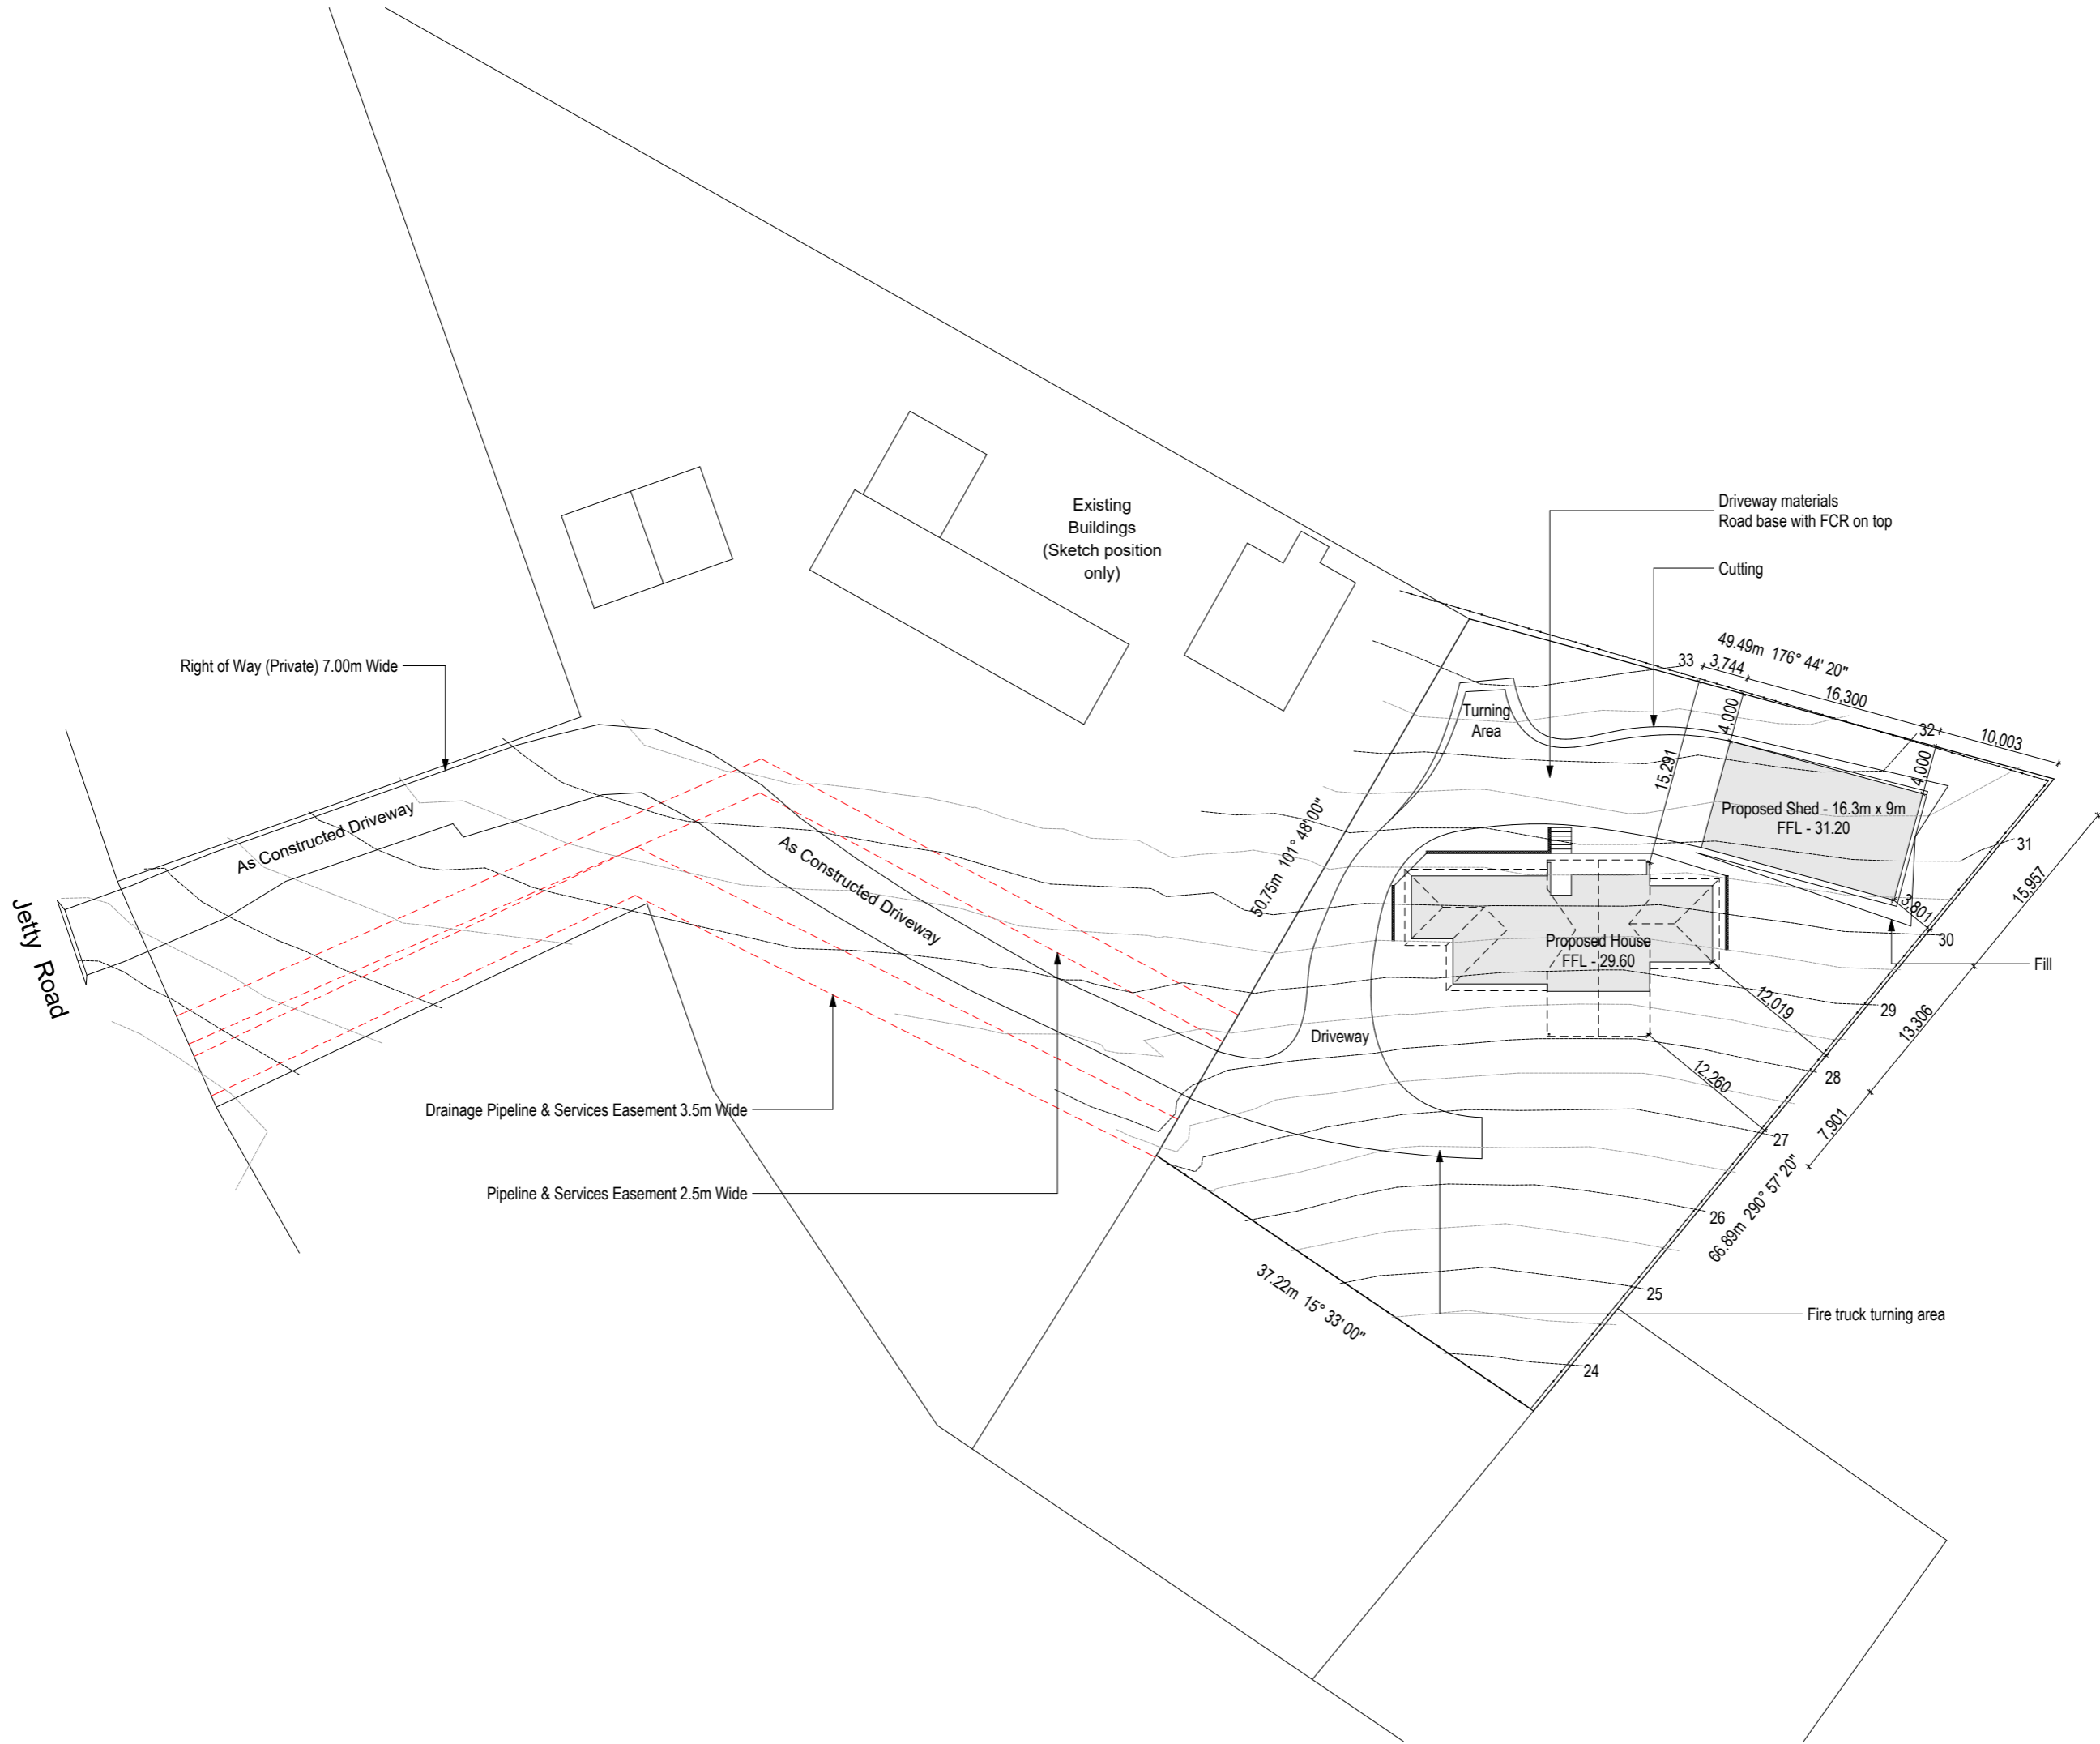 Existing
Buildings
(Sketch position
only)
Driveway materials
Road base with FCR on top
Cutting
Right of Way (Private) 7.00m Wide
49.49m 176° 44' 20"
33
3,744
16,300
32
10,003
4,000
4,000
Turning
Area
15,291
Proposed Shed - 16.3m x 9m
FFL - 31.20
As Constructed Driveway
As Constructed Driveway
50.75m 101° 48' 00"
31
15,957
3,801
30
Jetty Road
Proposed House
FFL - 29.60
Fill
12,019
29
13,306
Driveway
28
12,260
Drainage Pipeline & Services Easement 3.5m Wide
27
7,901
Pipeline & Services Easement 2.5m Wide
26
66.89m 290° 57' 20"
37.22m 15° 33' 00"
25
Fire truck turning area
24